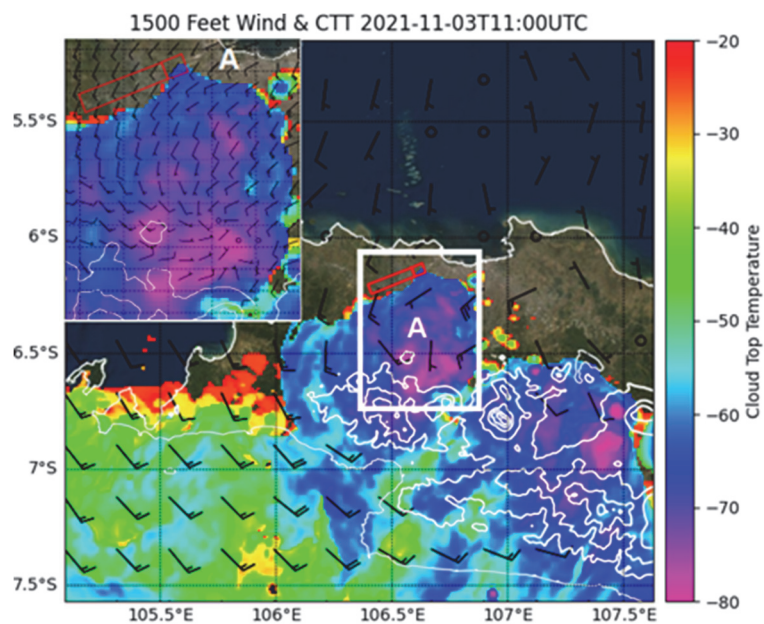 1500 Feet Wind & CTT 2021-11-03T11:00UTC
A
A
5.5°S
6°S
6.5°S
7°S
7.5°S
105.5°E
106°E
106.5°E
107°E
107.5°E
−20
−30
−40
−50
−60
−70
−80
Cloud Top Temperature